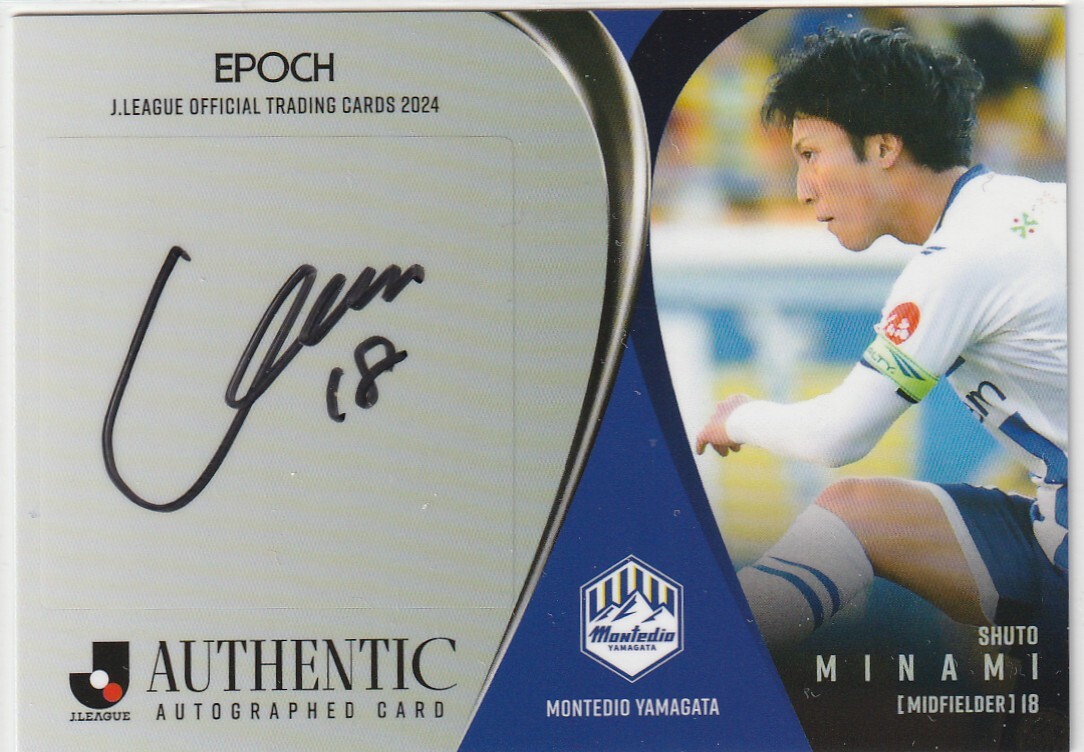 EPOCH
J.LEAGUE OFFICIAL TRADING CARDS 2024
18
J.LEAGUE
AUTHENTIC
AUTOGRAPHED CARD
Montedio
YAMAGATA
MONTEDIO YAMAGATA
SHUTO
MINAMI
[MIDFIELDER] 18